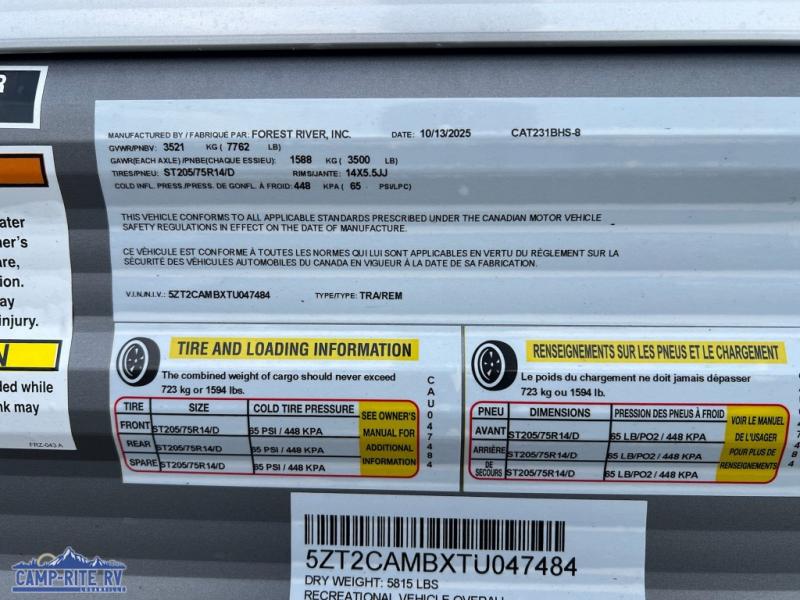 R
ater
ner's
are,
ion.
ay
injury.
N
ded while
nk may
FRZ-043 A
MANUFACTURED BY / FABRIQUÉ PAR: FOREST RIVER, INC. DATE: 10/13/2025 CAT231BHS-8
GVWR/PNBV: 3521 KG ( 7762 LB)
GAWR(EACH AXLE) /PNBE(CHAQUE ESSIEU): 1588 KG ( 3500 LB)
TIRES/PNEU: ST205/75R14/D RIMS/JANTE: 14X5.5JJ
COLD INFL. PRESS./PRESS. DE GONFL. À FROID: 448 KPA ( 65 PSI/LPC)
THIS VEHICLE CONFORMS TO ALL APPLICABLE STANDARDS PRESCRIBED UNDER THE CANADIAN MOTOR VEHICLE
SAFETY REGULATIONS IN EFFECT ON THE DATE OF MANUFACTURE.
CE VÉHICULE EST CONFORME À TOUTES LES NORMES QUI LUI SONT APPLICABLES EN VERTU DU RÈGLEMENT SUR LA
SÉCURITÉ DES VÉHICULES AUTOMOBILES DU CANADA EN VIGUEUR À LA DATE DE SA FABRICATION.
V.I.N./N.I.V.: 5ZT2CAMBXTU047484 TYPE/TYPE: TRA/REM
TIRE AND LOADING INFORMATION
The combined weight of cargo should never exceed
723 kg or 1594 lbs.
TIRE SIZE COLD TIRE PRESSURE
FRONT ST205/75R14/D 65 PSI / 448 KPA
REAR ST205/75R14/D 65 PSI / 448 KPA
SPARE ST205/75R14/D 65 PSI / 448 KPA
SEE OWNER'S
MANUAL FOR
ADDITIONAL
INFORMATION
CAU047484
RENSEIGNEMENTS SUR LES PNEUS ET LE CHARGEMENT
Le poids du chargement ne doit jamais dépasser
723 kg ou 1594 lb.
PNEU DIMENSIONS PRESSION DES PNEUS À FROID
AVANT ST205/75R14/D 65 LB/PO2 / 448 KPA
ARRIÈRE ST205/75R14/D 65 LB/PO2 / 448 KPA
DE SECOURS ST205/75R14/D 65 LB/PO2 / 448 KPA
VOIR LE MANUEL
DE L'USAGER
POUR PLUS DE
RENSEIGNEMENTS
5ZT2CAMBXTU047484
DRY WEIGHT: 5815 LBS
RECREATIONAL VEHICLE OVERALL
CAMP-RITE RV